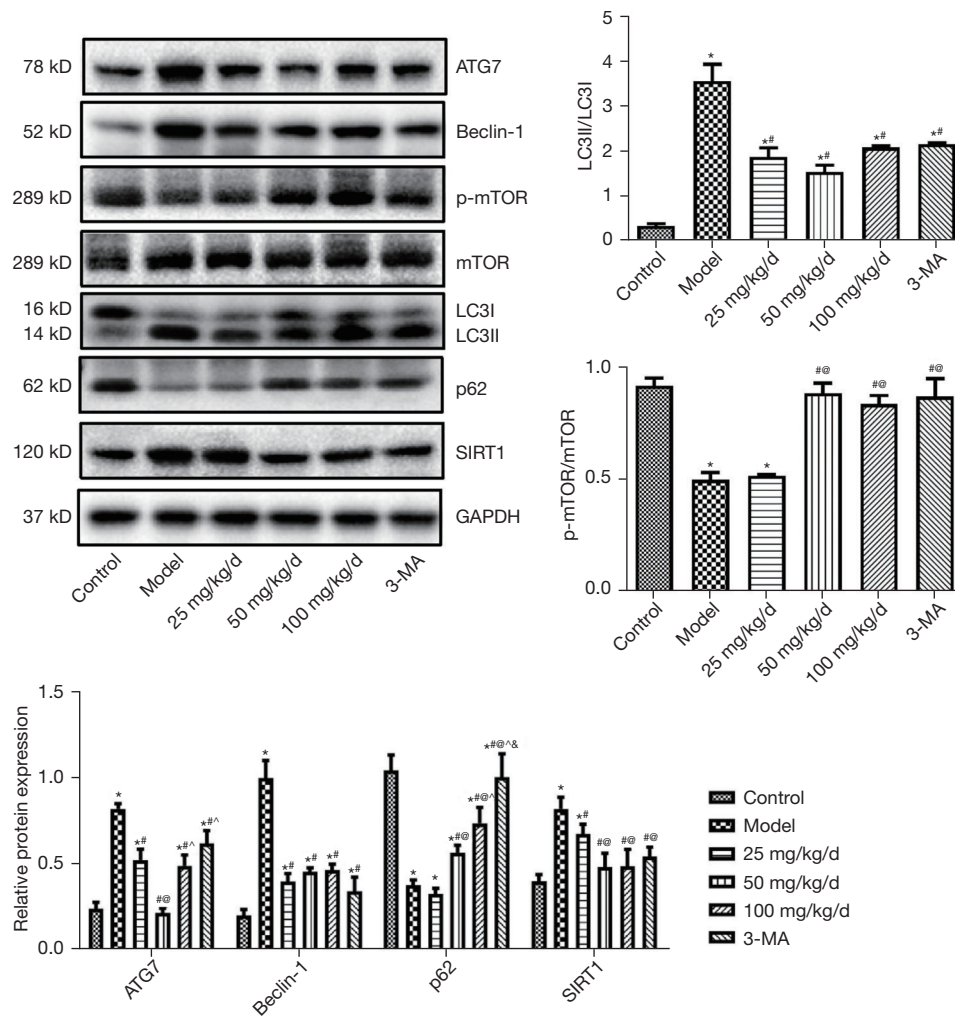 78 kD
ATG7
52 kD
Beclin-1
289 kD
p-mTOR
289 kD
mTOR
16 kD
LC3I
14 kD
LC3II
62 kD
p62
120 kD
SIRT1
37 kD
GAPDH
Control
Model
25 mg/kg/d
50 mg/kg/d
100 mg/kg/d
3-MA
LC3II/LC3I
5
4
3
2
1
0
*
*#
*#
*#
*#
Control
Model
25 mg/kg/d
50 mg/kg/d
100 mg/kg/d
3-MA
p-mTOR/mTOR
1.0
0.5
0.0
*
*
#@
#@
#@
Control
Model
25 mg/kg/d
50 mg/kg/d
100 mg/kg/d
3-MA
Relative protein expression
1.5
1.0
0.5
0.0
*
*#
#@
*#^
*#^
*
*#
*#
*#
*#
*
*
*#@
*#@^
*#@^&
*
*#
#@
#@
#@
ATG7
Beclin-1
p62
SIRT1
Control
Model
25 mg/kg/d
50 mg/kg/d
100 mg/kg/d
3-MA